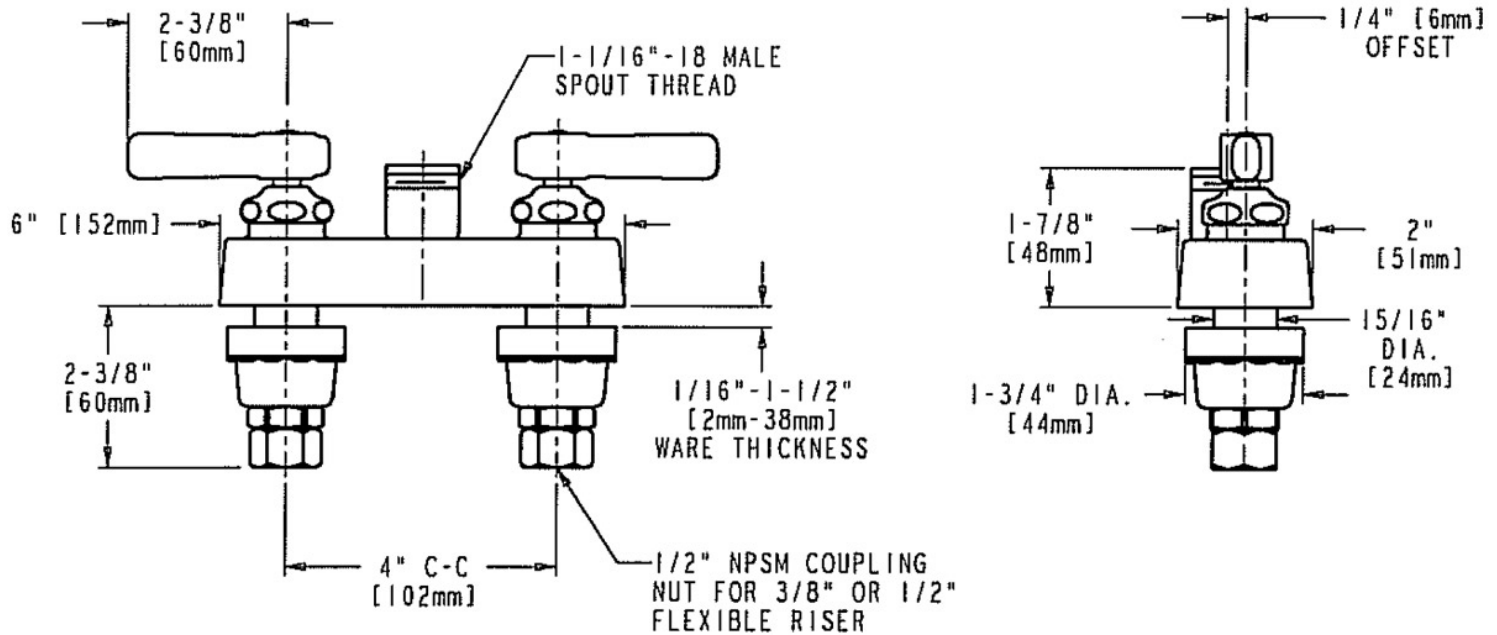 2-3/8"
[60mm]
1-1/16"-18 MALE
SPOUT THREAD
6" [152mm]
2-3/8"
[60mm]
1/16"-1-1/2"
[2mm-38mm]
WARE THICKNESS
4" C-C
[102mm]
1/2" NPSM COUPLING
NUT FOR 3/8" OR 1/2"
FLEXIBLE RISER
1/4" [6mm]
OFFSET
1-7/8"
[48mm]
2"
[51mm]
15/16"
DIA.
[24mm]
1-3/4" DIA.
[44mm]